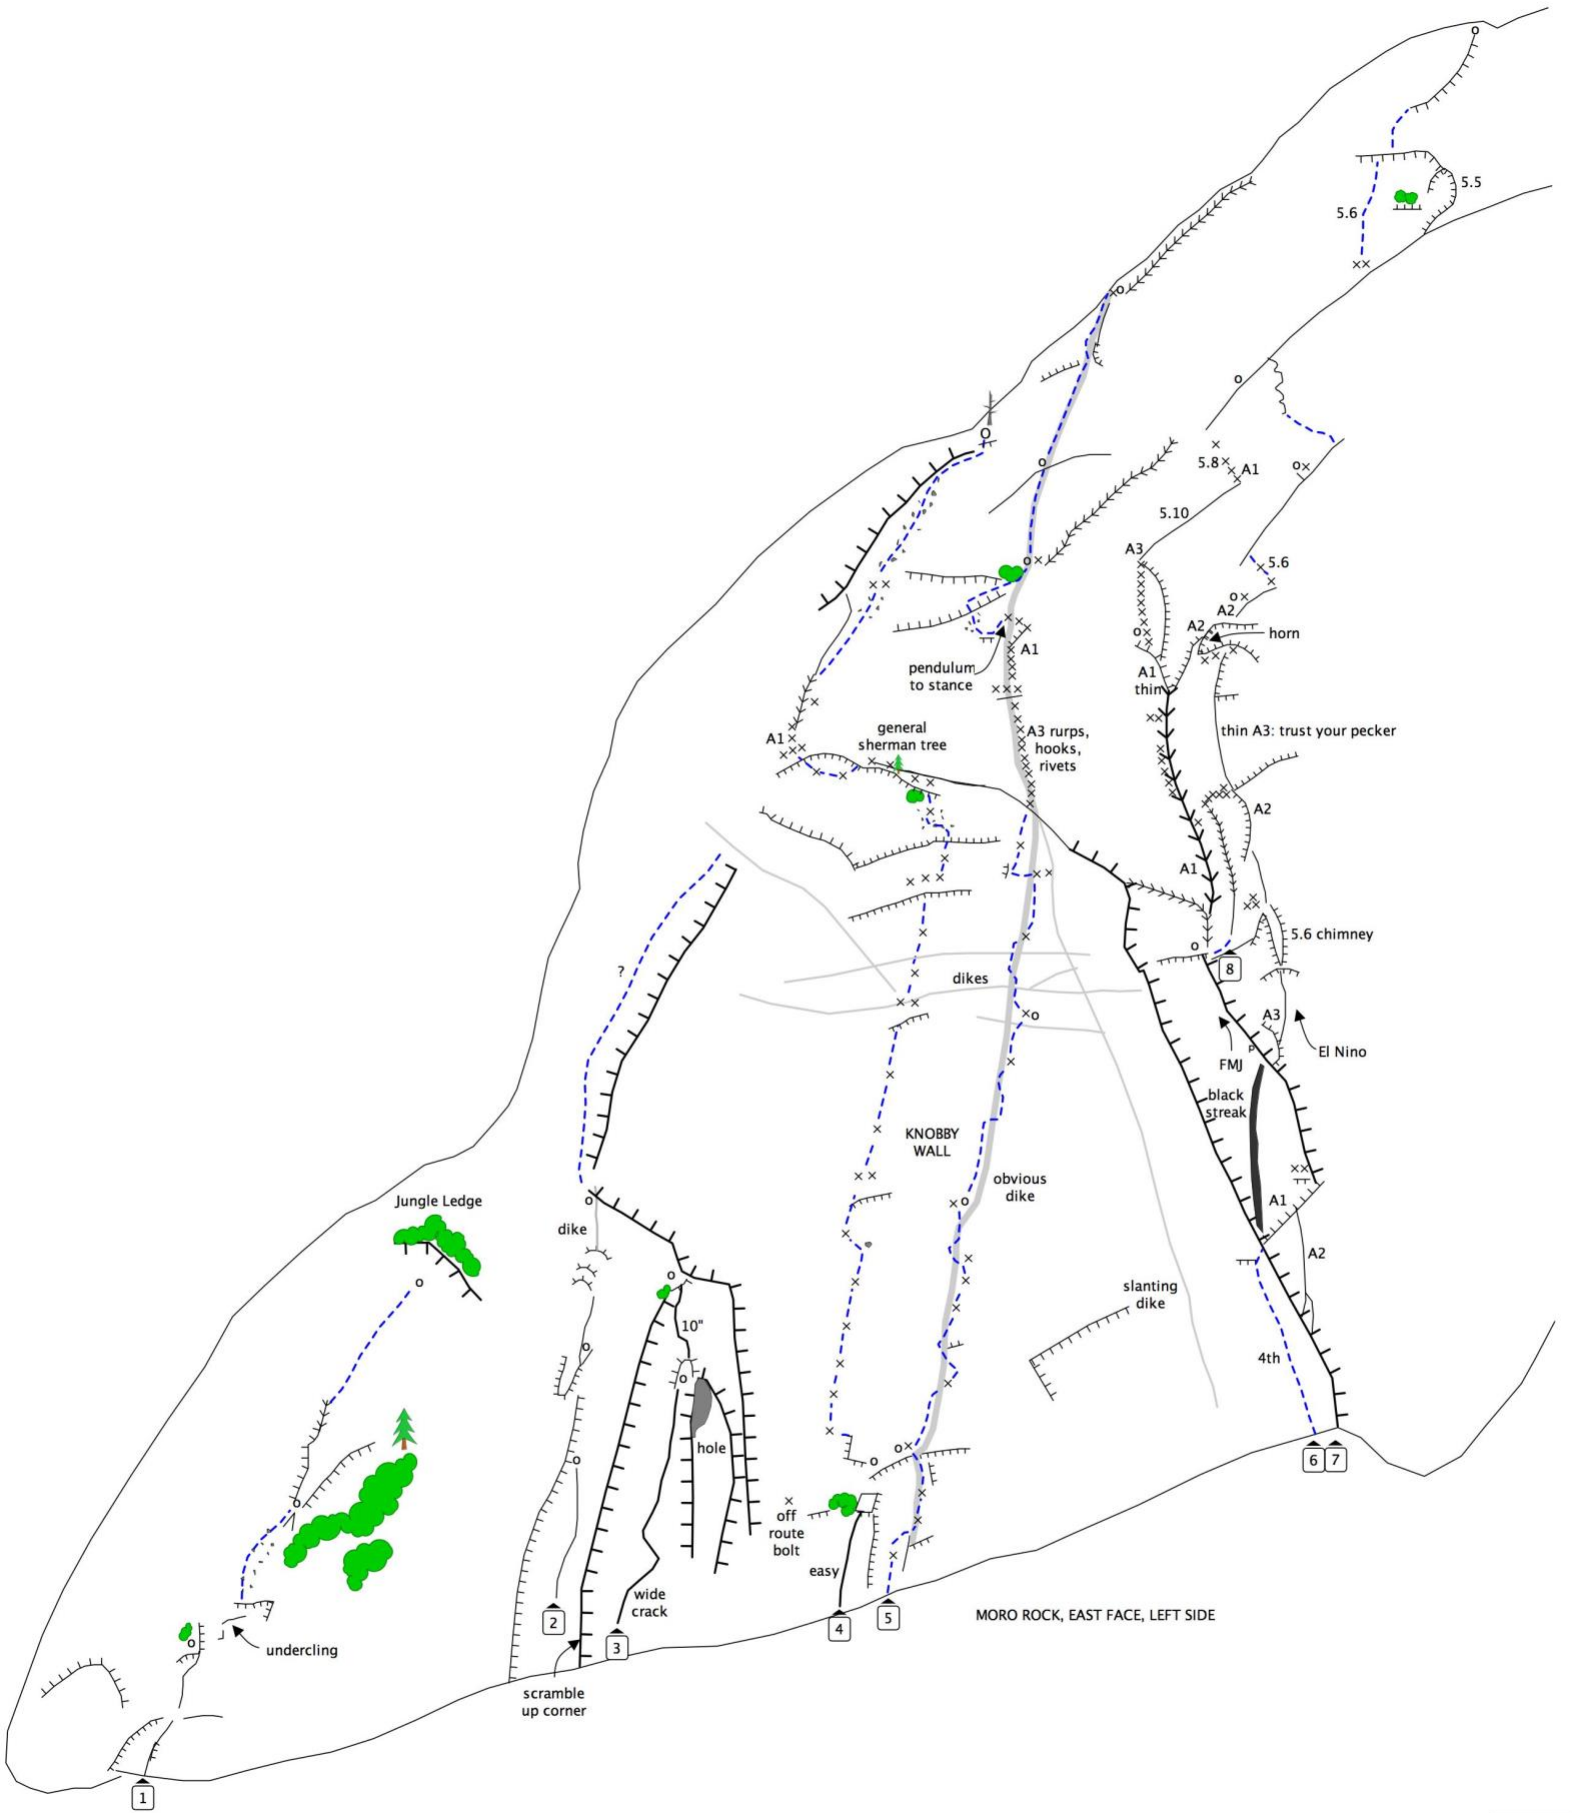 5.5
5.6
5.8
A1
5.10
A3
5.6
A2
A2
horn
A1
pendulum
to stance
A1
thin
general
sherman tree
A1
A3 rurps,
hooks,
rivets
thin A3: trust your pecker
A2
A1
5.6 chimney
8
?
dikes
A3
El Nino
FMJ
P
black
streak
KNOBBY
WALL
obvious
dike
Jungle Ledge
A1
dike
A2
slanting
dike
10"
4th
hole
6
7
off
route
bolt
easy
wide
crack
2
3
4
5
MORO ROCK, EAST FACE, LEFT SIDE
undercling
scramble
up corner
1